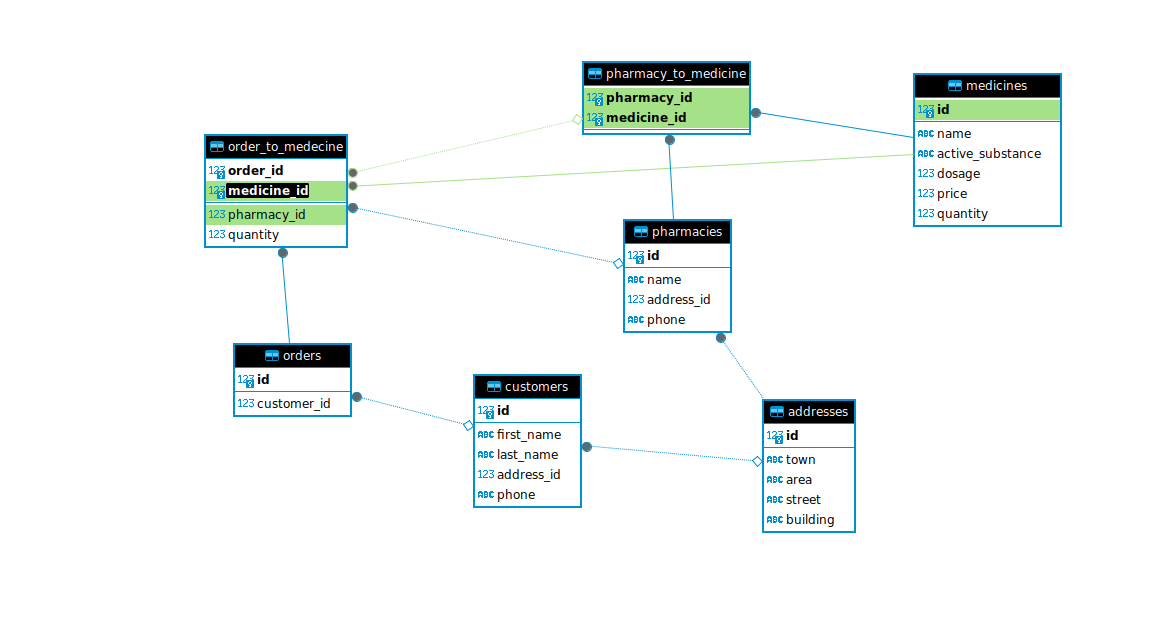 pharmacy_to_medicine
123 pharmacy_id
123 medicine_id
medicines
123 id
ABC name
ABC active_substance
123 dosage
123 price
123 quantity
order_to_medecine
123 order_id
123 medicine_id
123 pharmacy_id
123 quantity
pharmacies
123 id
ABC name
123 address_id
ABC phone
orders
123 id
123 customer_id
customers
123 id
ABC first_name
ABC last_name
123 address_id
ABC phone
addresses
123 id
ABC town
ABC area
ABC street
ABC building